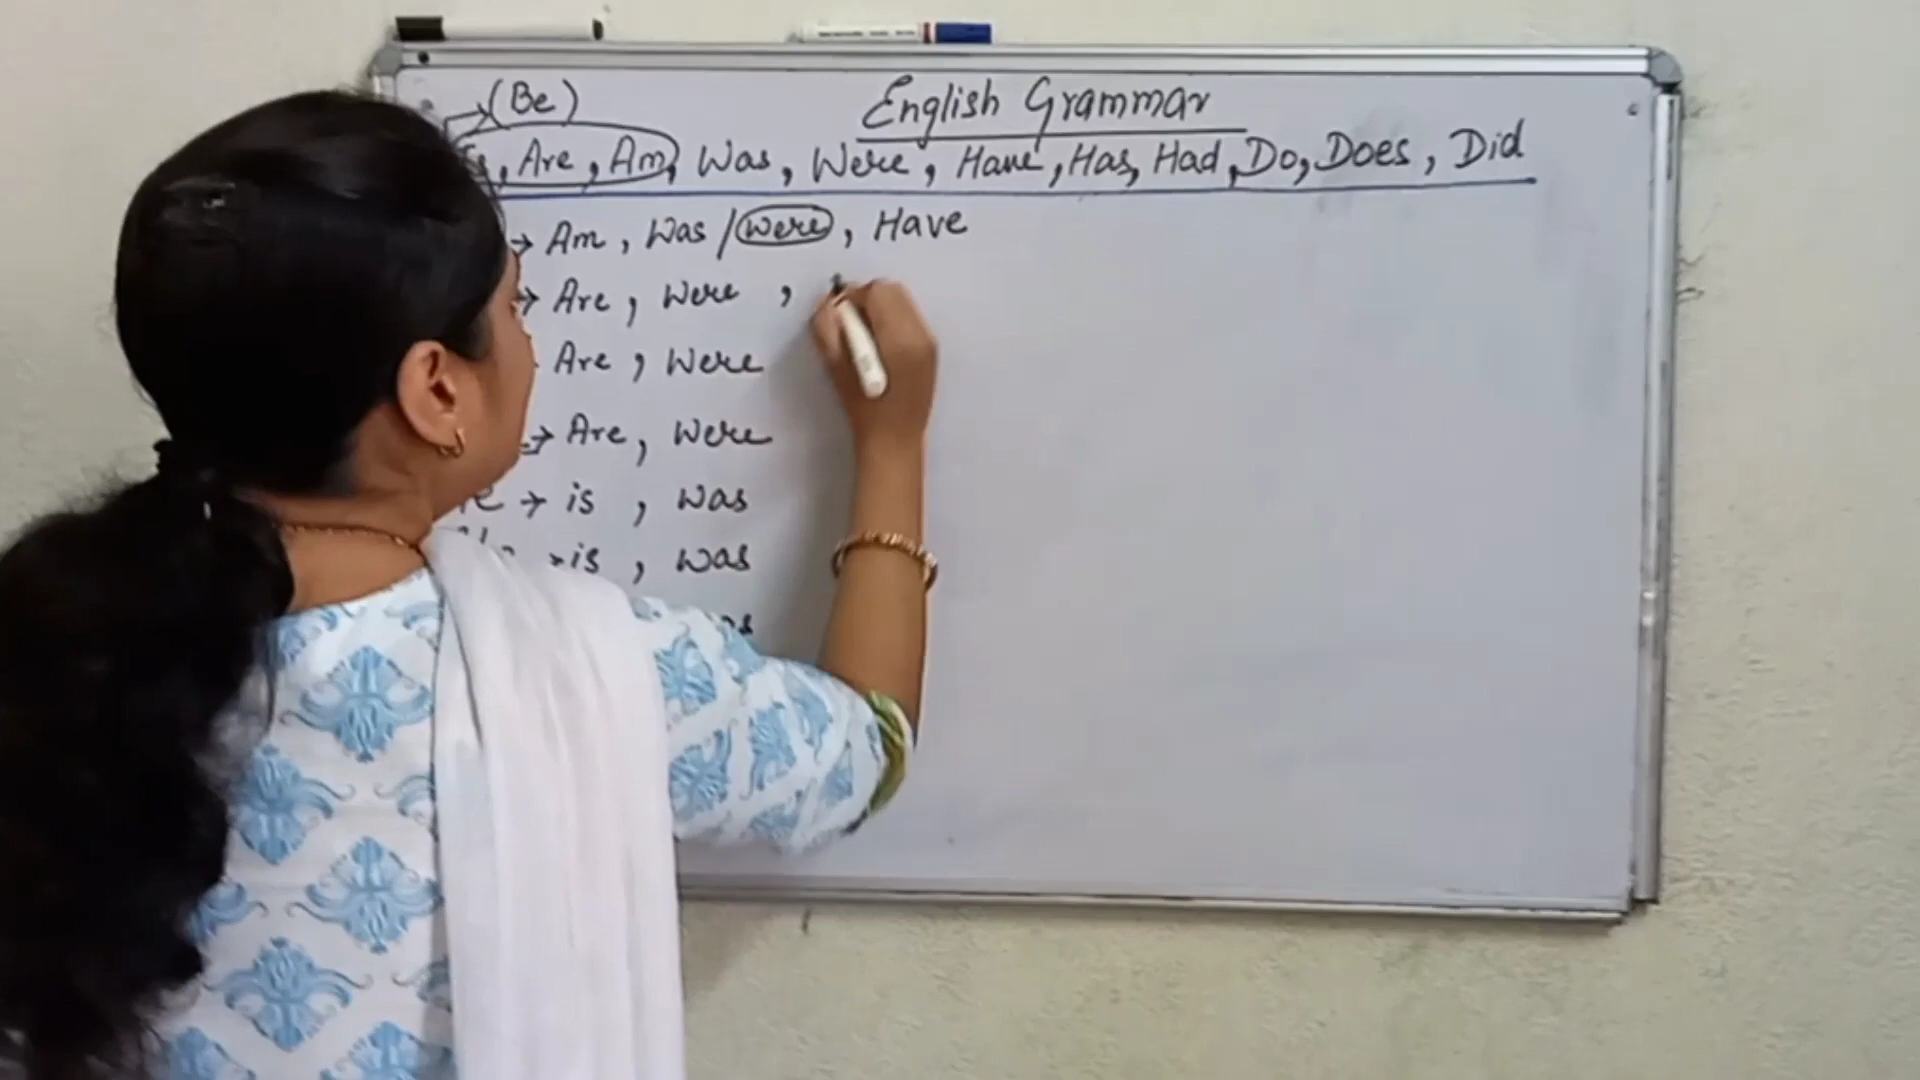 (Be) English Grammar
Are, Am, Was, Were, Have, Has, Had, Do, Does, Did
→ Am, Was / Were, Have
→ Are, Were,
Are, Were
→ Are, Were
→ is, was
→ is, was